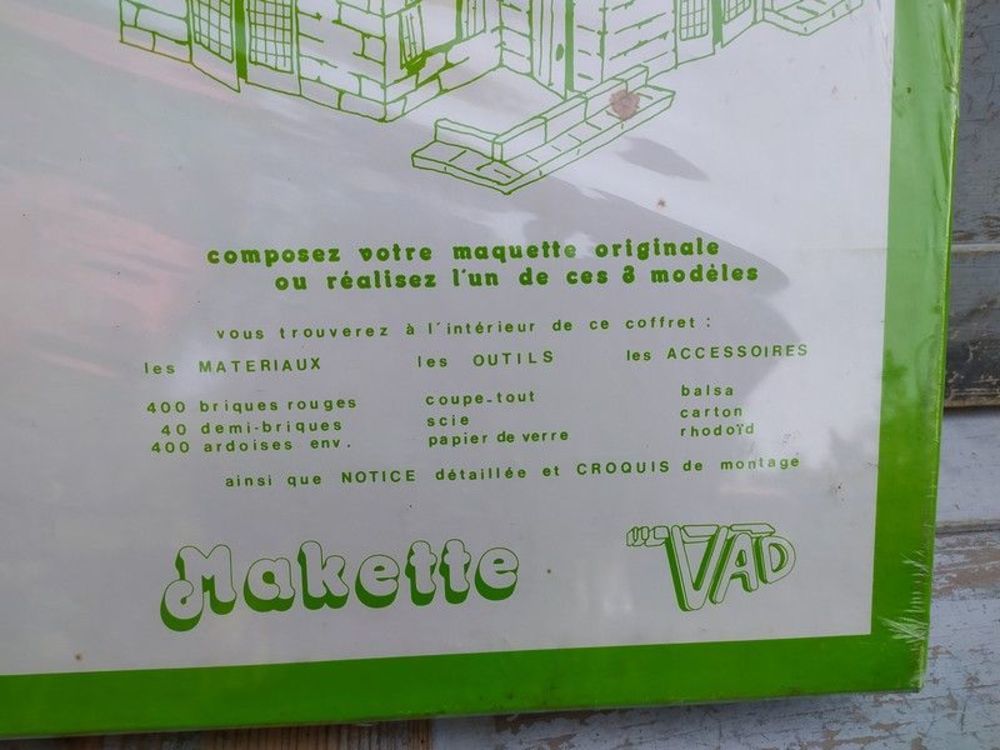 composez votre maquette originale
ou réalisez l'un de ces 3 modèles
vous trouverez à l'intérieur de ce coffret :
les MATERIAUX les OUTILS les ACCESSOIRES
400 briques rouges coupe-tout balsa
40 demi-briques scie carton
400 ardoises env. papier de verre rhodoïd
ainsi que NOTICE détaillée et CROQUIS de montage
Makette VAD